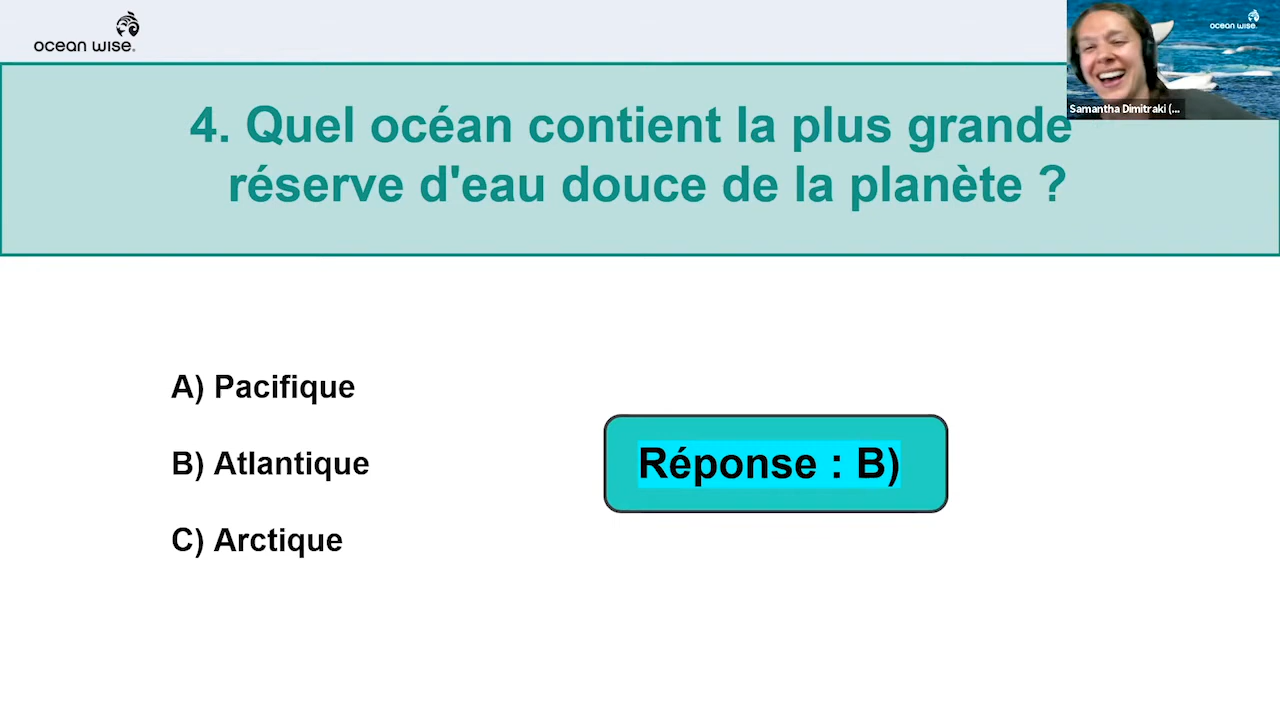 ocean wise
ocean wise
Samantha Dimitraki (...
4. Quel océan contient la plus grande
réserve d'eau douce de la planète ?
A) Pacifique
B) Atlantique
C) Arctique
Réponse : B)